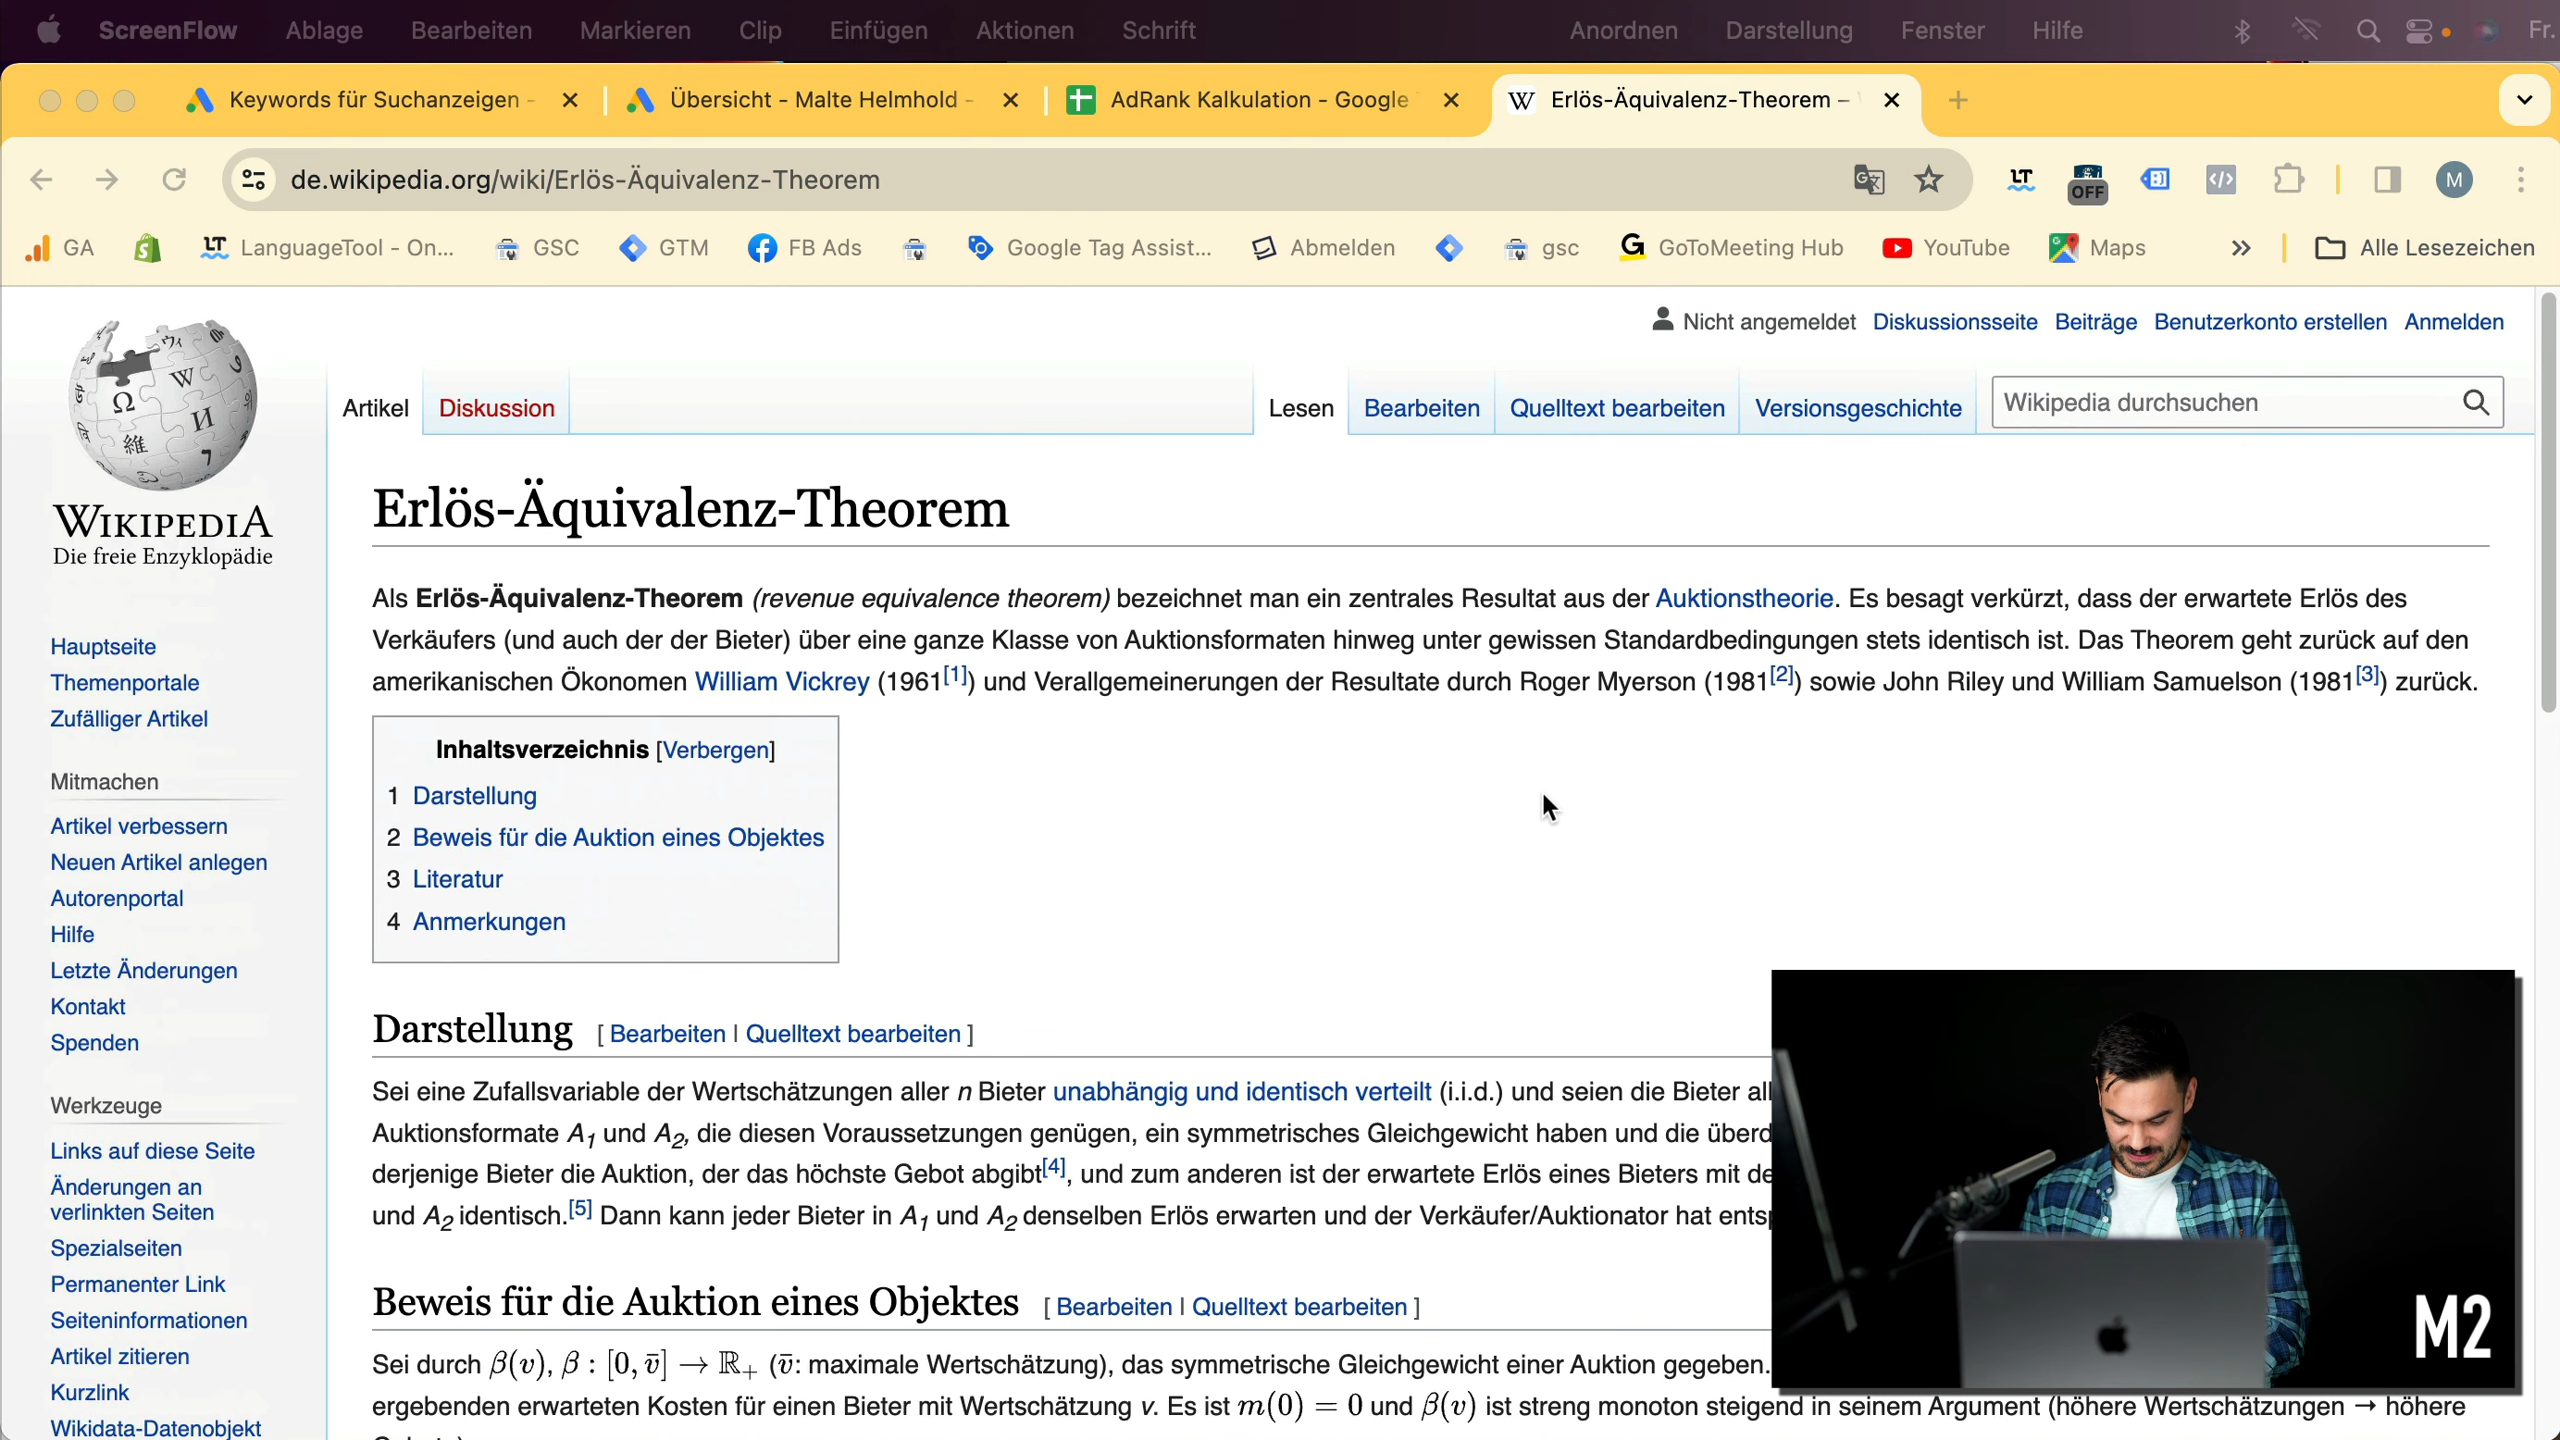 ScreenFlow Ablage Bearbeiten Markieren Clip Einfügen Aktionen Schrift Anordnen Darstellung Fenster Hilfe Fr.
Keywords für Suchanzeigen - Übersicht - Malte Helmhold - AdRank Kalkulation - Google Erlös-Äquivalenz-Theorem –
de.wikipedia.org/wiki/Erlös-Äquivalenz-Theorem LT OFF M
GA LT LanguageTool - On... GSC GTM FB Ads Google Tag Assist... Abmelden gsc GoToMeeting Hub YouTube Maps » Alle Lesezeichen
Nicht angemeldet Diskussionsseite Beiträge Benutzerkonto erstellen Anmelden
Artikel Diskussion Lesen Bearbeiten Quelltext bearbeiten Versionsgeschichte Wikipedia durchsuchen
WIKIPEDIA
Die freie Enzyklopädie
Hauptseite
Themenportale
Zufälliger Artikel
Mitmachen
Artikel verbessern
Neuen Artikel anlegen
Autorenportal
Hilfe
Letzte Änderungen
Kontakt
Spenden
Werkzeuge
Links auf diese Seite
Änderungen an
verlinkten Seiten
Spezialseiten
Permanenter Link
Seiteninformationen
Artikel zitieren
Kurzlink
Wikidata-Datenobjekt
Erlös-Äquivalenz-Theorem
Als Erlös-Äquivalenz-Theorem (revenue equivalence theorem) bezeichnet man ein zentrales Resultat aus der Auktionstheorie. Es besagt verkürzt, dass der erwartete Erlös des
Verkäufers (und auch der der Bieter) über eine ganze Klasse von Auktionsformaten hinweg unter gewissen Standardbedingungen stets identisch ist. Das Theorem geht zurück auf den
amerikanischen Ökonomen William Vickrey (1961[1]) und Verallgemeinerungen der Resultate durch Roger Myerson (1981[2]) sowie John Riley und William Samuelson (1981[3]) zurück.
Inhaltsverzeichnis [Verbergen]
1 Darstellung
2 Beweis für die Auktion eines Objektes
3 Literatur
4 Anmerkungen
Darstellung [ Bearbeiten | Quelltext bearbeiten ]
Sei eine Zufallsvariable der Wertschätzungen aller n Bieter unabhängig und identisch verteilt (i.i.d.) und seien die Bieter all
Auktionsformate A1 und A2, die diesen Voraussetzungen genügen, ein symmetrisches Gleichgewicht haben und die überd
derjenige Bieter die Auktion, der das höchste Gebot abgibt[4], und zum anderen ist der erwartete Erlös eines Bieters mit de
und A2 identisch.[5] Dann kann jeder Bieter in A1 und A2 denselben Erlös erwarten und der Verkäufer/Auktionator hat ents
Beweis für die Auktion eines Objektes [ Bearbeiten | Quelltext bearbeiten ]
Sei durch β(v), β : [0, v̄] → ℝ+ (v̄: maximale Wertschätzung), das symmetrische Gleichgewicht einer Auktion gegeben.
ergebenden erwarteten Kosten für einen Bieter mit Wertschätzung v. Es ist m(0) = 0 und β(v) ist streng monoton steigend in seinem Argument (höhere Wertschätzungen → höhere
M2